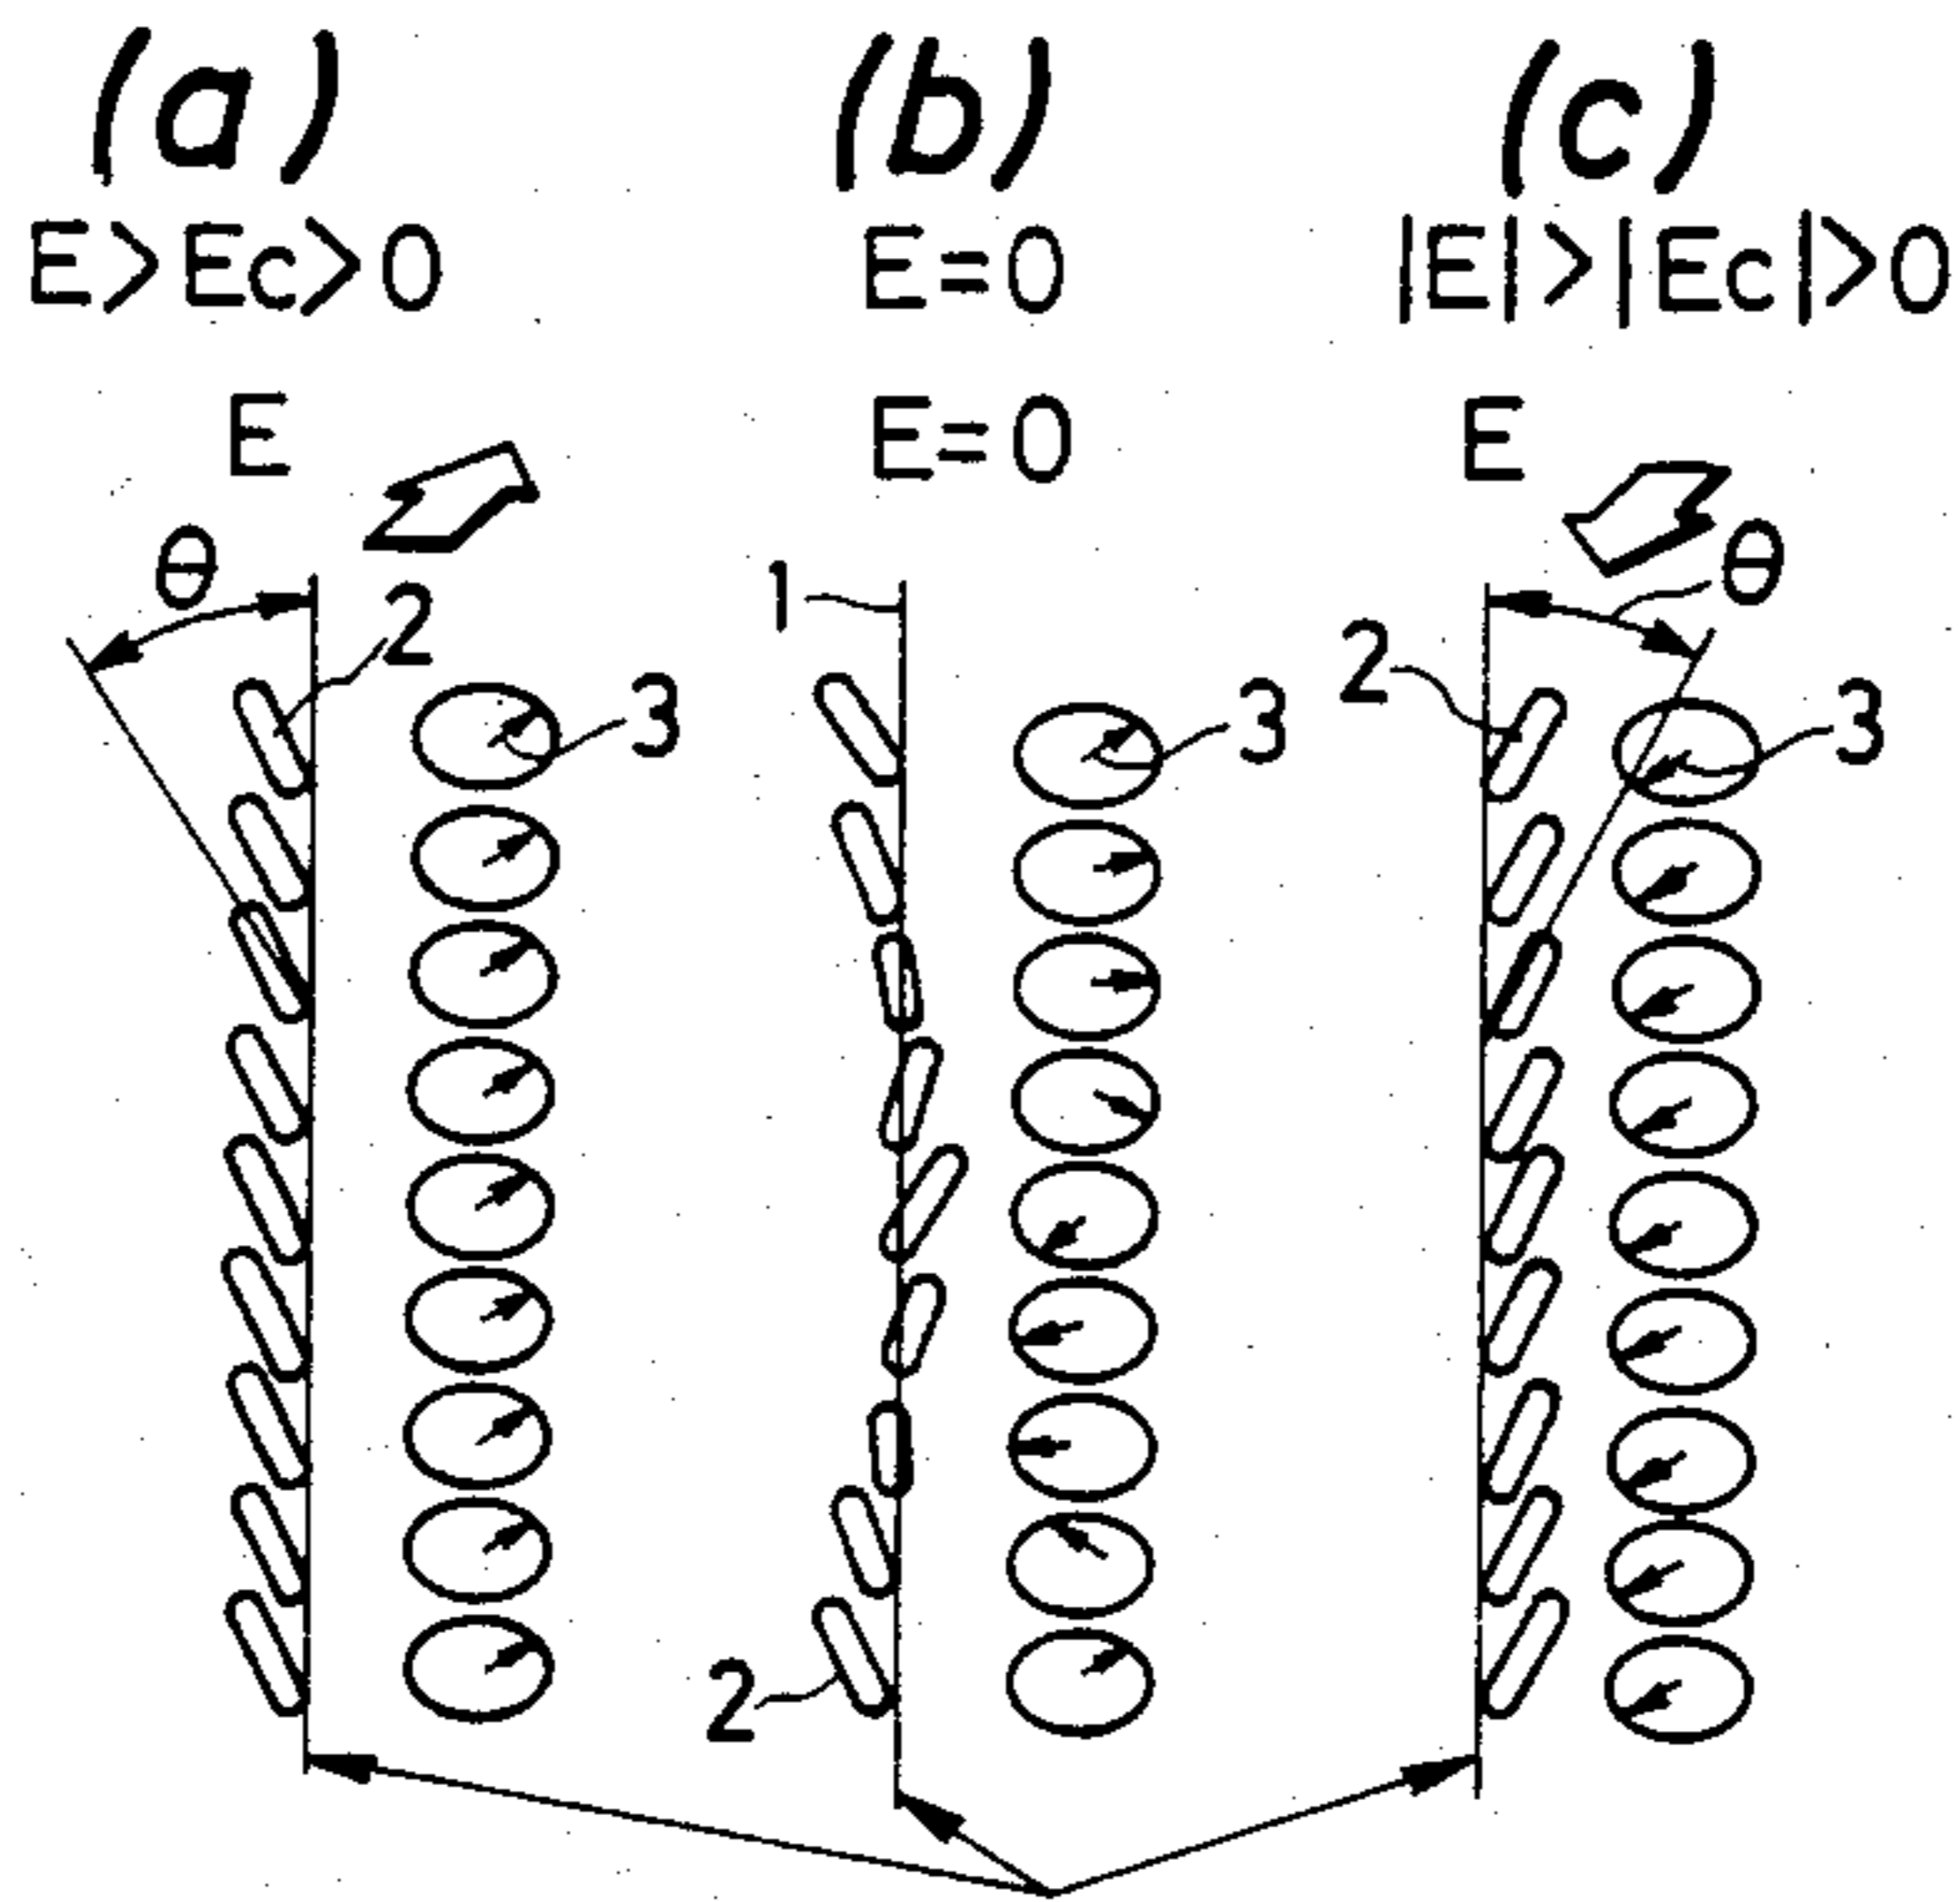 (a) (b) (c)
E>Ec>0 E=0 |E|>|Ec|>0
E E=0 E
θ 2 3 1 3 2 θ 3
2